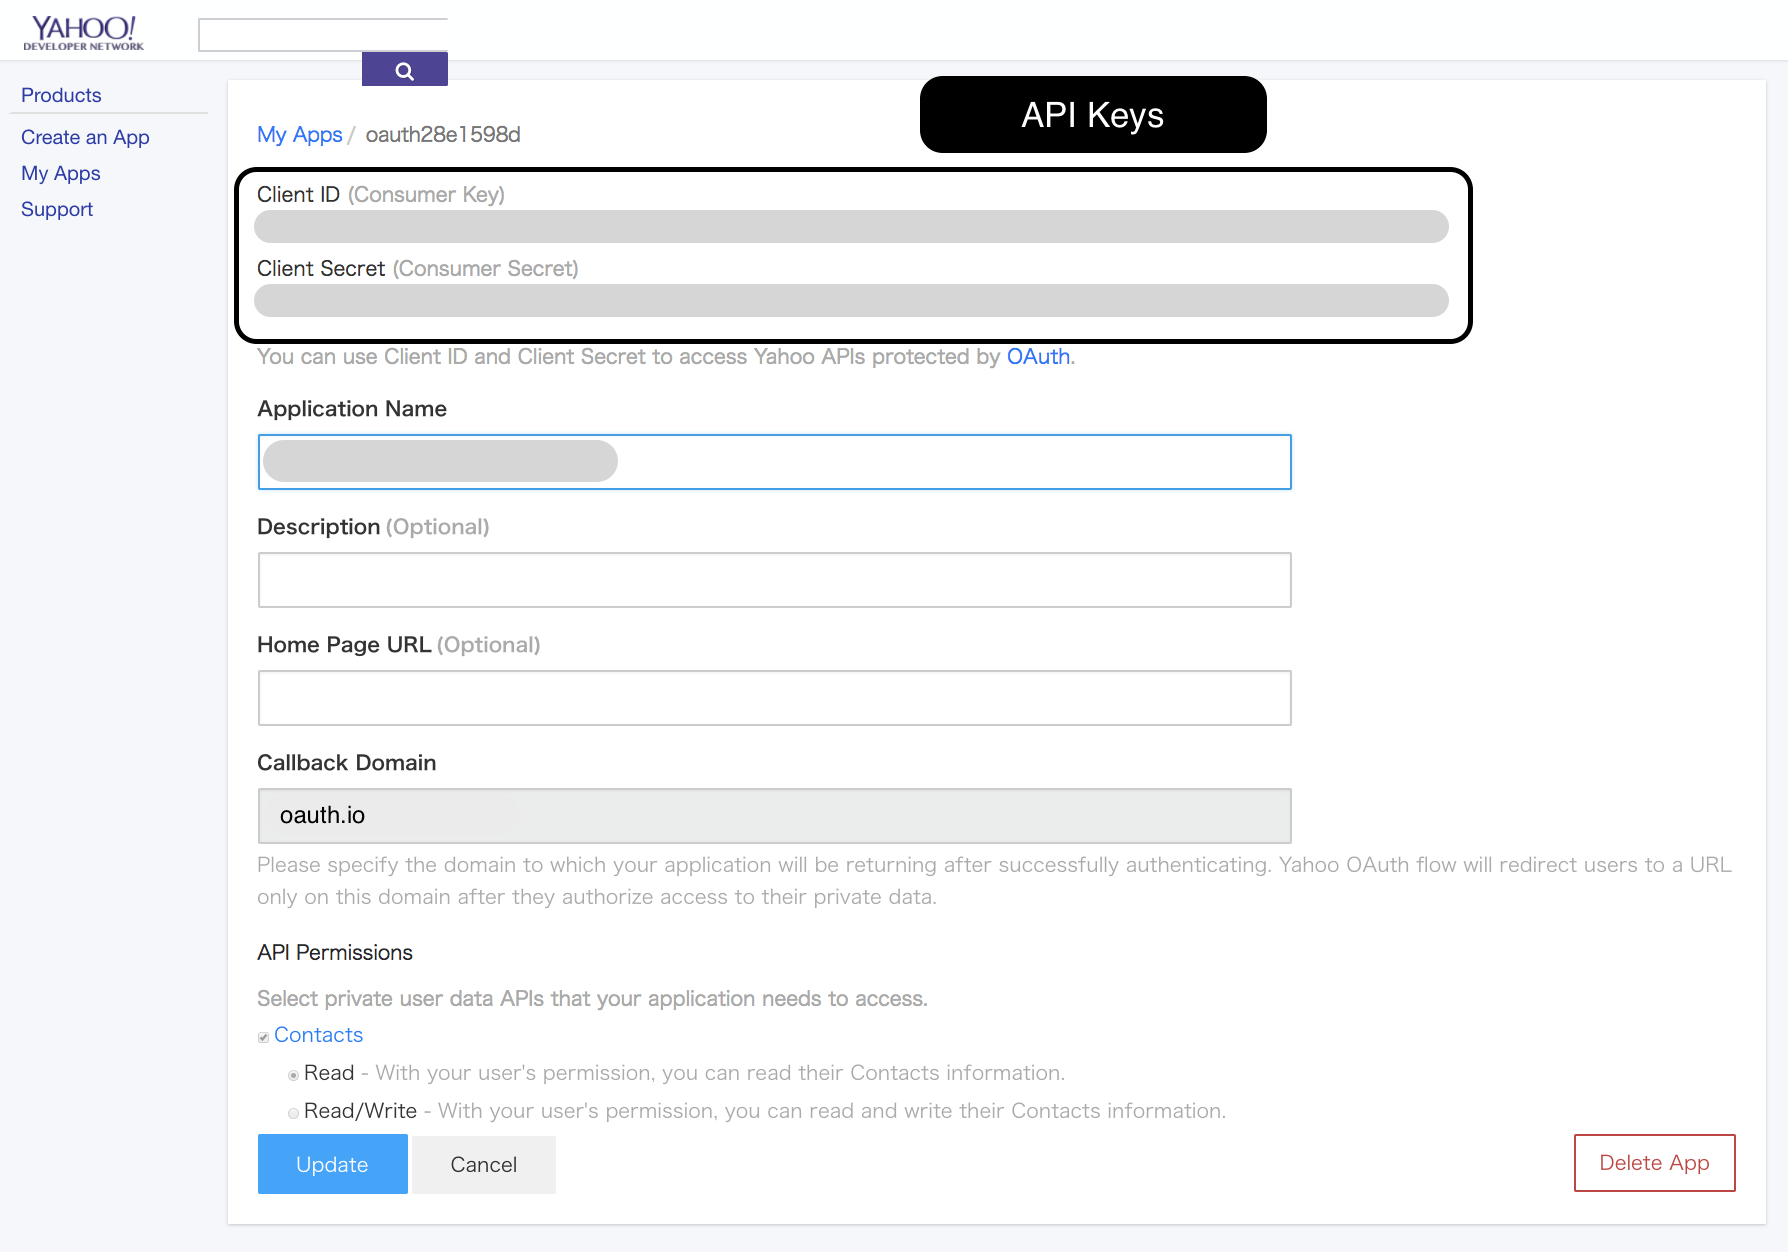 YAHOO!
DEVELOPER NETWORK
Products
Create an App
My Apps
Support
API Keys
My Apps / oauth28e1598d
Client ID (Consumer Key)
Client Secret (Consumer Secret)
You can use Client ID and Client Secret to access Yahoo APIs protected by OAuth.
Application Name
Description (Optional)
Home Page URL (Optional)
Callback Domain
oauth.io
Please specify the domain to which your application will be returning after successfully authenticating. Yahoo OAuth flow will redirect users to a URL
only on this domain after they authorize access to their private data.
API Permissions
Select private user data APIs that your application needs to access.
Contacts
Read - With your user's permission, you can read their Contacts information.
Read/Write - With your user's permission, you can read and write their Contacts information.
Update
Cancel
Delete App